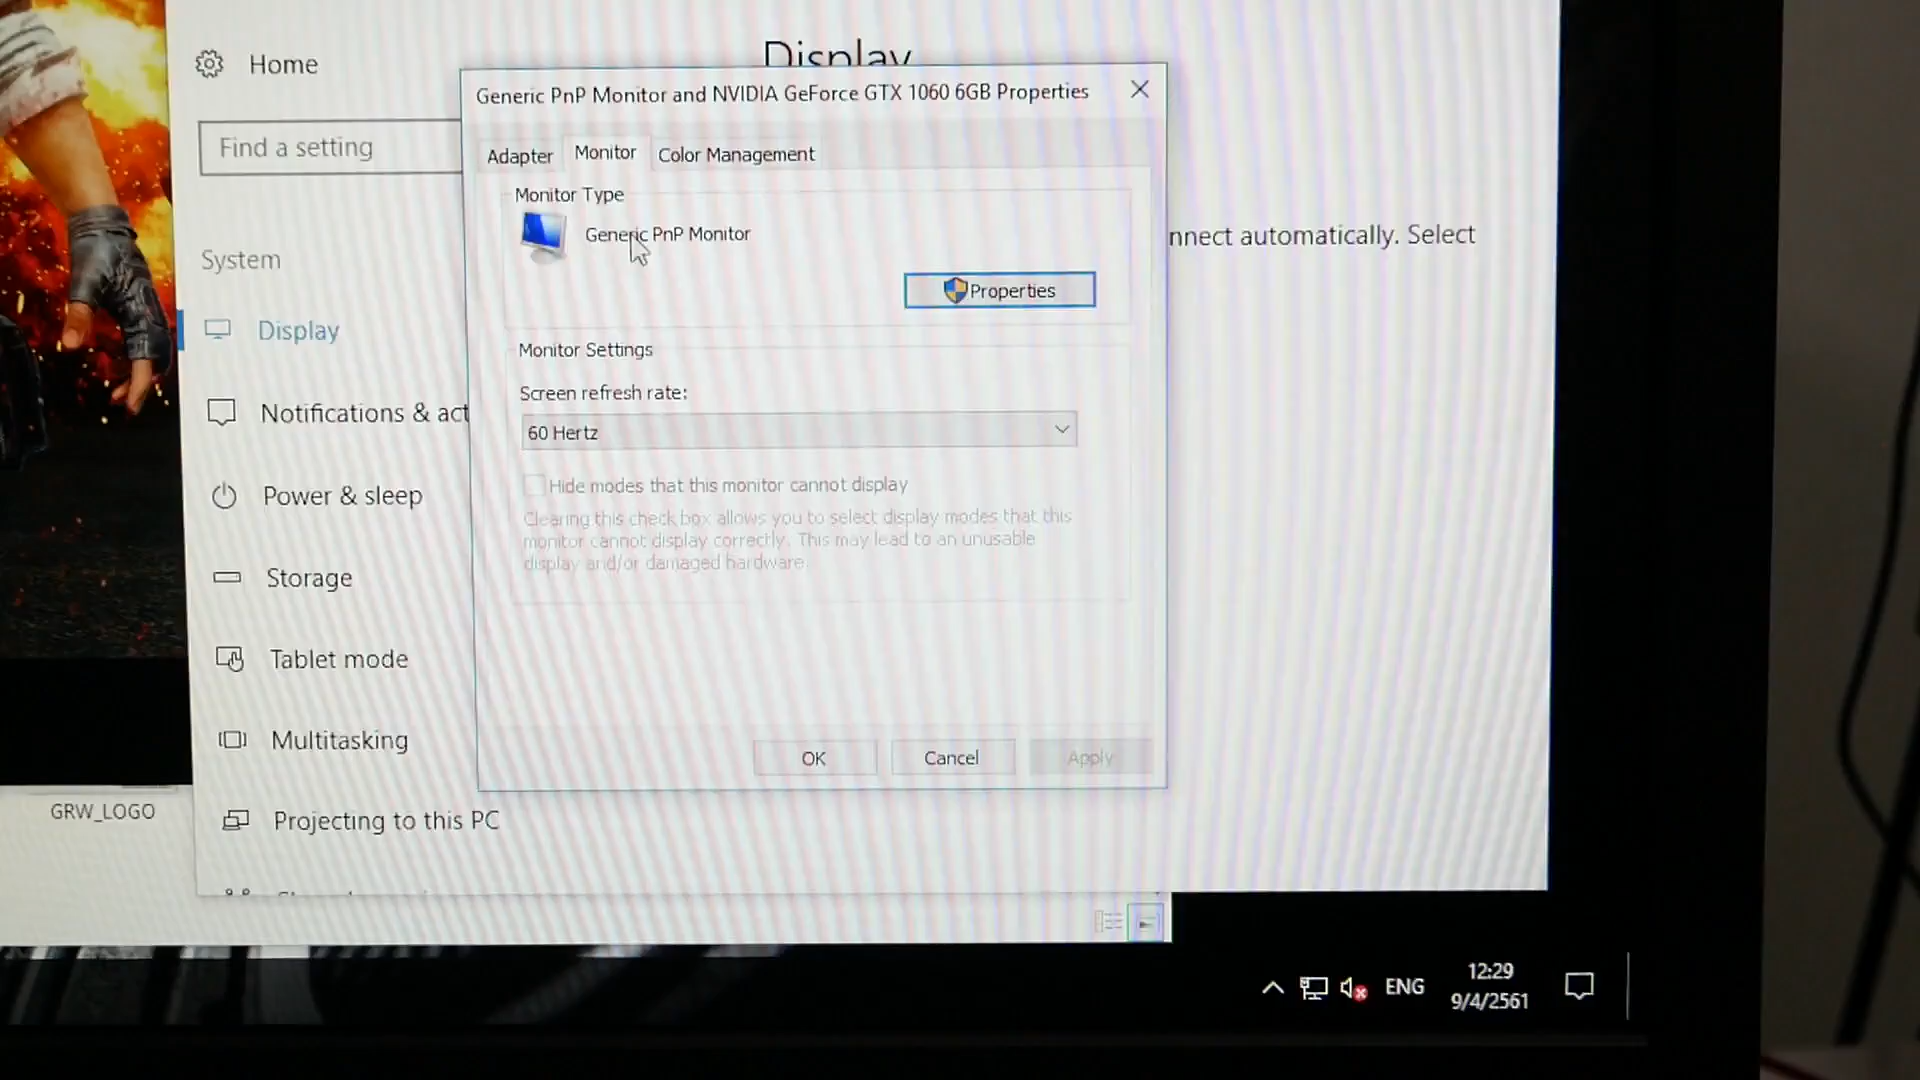 Home
Display
Find a setting
System
Display
Notifications & act
Power & sleep
Storage
Tablet mode
Multitasking
Projecting to this PC
Generic PnP Monitor and NVIDIA GeForce GTX 1060 6GB Properties
Adapter
Monitor
Color Management
Monitor Type
Generic PnP Monitor
Properties
Monitor Settings
Screen refresh rate:
60 Hertz
Hide modes that this monitor cannot display
Clearing this check box allows you to select display modes that this
monitor cannot display correctly. This may lead to an unusable
display and/or damaged hardware.
OK
Cancel
Apply
nnect automatically. Select
GRW_LOGO
ENG
12:29
9/4/2561